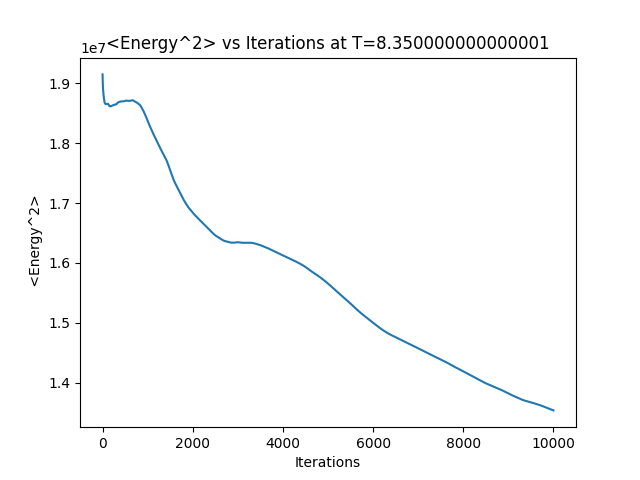 <Energy^2> vs Iterations at T=8.350000000000001
1e7
1.9
1.8
1.7
1.6
1.5
1.4
<Energy^2>
0 2000 4000 6000 8000 10000
Iterations